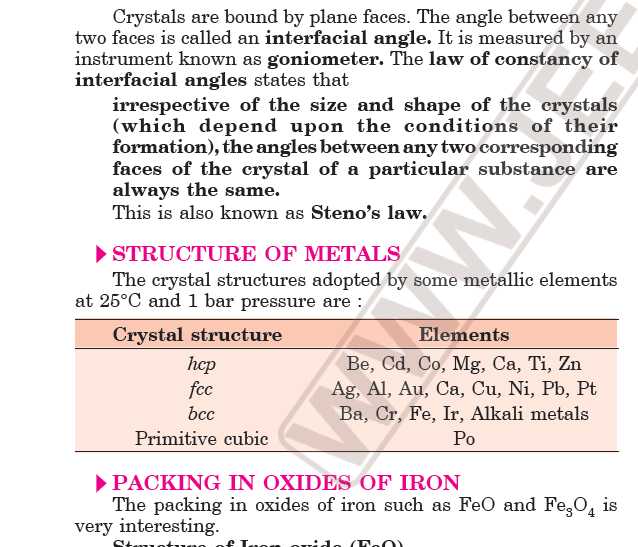 Crystals are bound by plane faces. The angle between any
two faces is called an interfacial angle. It is measured by an
instrument known as goniometer. The law of constancy of
interfacial angles states that
irrespective of the size and shape of the crystals
(which depend upon the conditions of their
formation), the angles between any two corresponding
faces of the crystal of a particular substance are
always the same.
This is also known as Steno's law.
STRUCTURE OF METALS
The crystal structures adopted by some metallic elements
at 25°C and 1 bar pressure are :
Crystal structure Elements
hcp Be, Cd, Co, Mg, Ca, Ti, Zn
fcc Ag, Al, Au, Ca, Cu, Ni, Pb, Pt
bcc Ba, Cr, Fe, Ir, Alkali metals
Primitive cubic Po
PACKING IN OXIDES OF IRON
The packing in oxides of iron such as FeO and Fe₃O₄ is
very interesting.
Structure of Iron oxide (FeO)
WWW.JEE